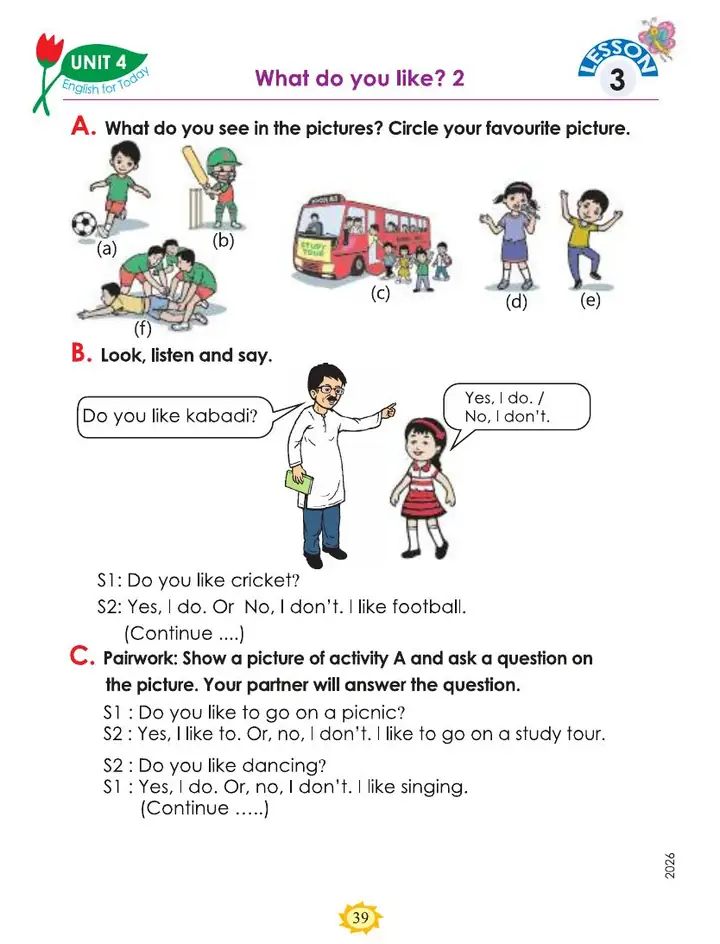 UNIT 4
English for Today
What do you like? 2
LESSON
3
A. What do you see in the pictures? Circle your favourite picture.
(a)
(b)
STUDY
TOUR
(c)
(d)
(e)
(f)
B. Look, listen and say.
Do you like kabadi?
Yes, I do. /
No, I don't.
S1: Do you like cricket?
S2: Yes, I do. Or No, I don't. I like football.
(Continue ....)
C. Pairwork: Show a picture of activity A and ask a question on
the picture. Your partner will answer the question.
S1 : Do you like to go on a picnic?
S2 : Yes, I like to. Or, no, I don't. I like to go on a study tour.
S2 : Do you like dancing?
S1 : Yes, I do. Or, no, I don't. I like singing.
(Continue .....)
2026
39